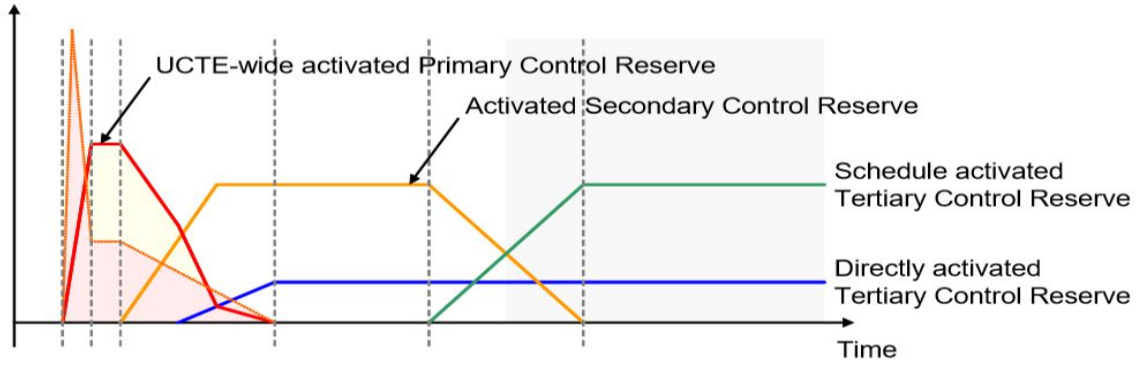 UCTE-wide activated Primary Control Reserve
Activated Secondary Control Reserve
Schedule activated
Tertiary Control Reserve
Directly activated
Tertiary Control Reserve
Time